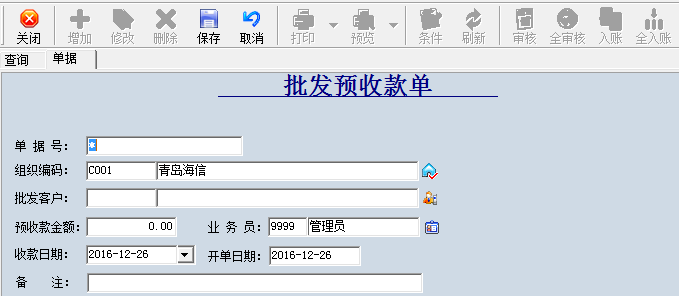 关闭 增加 修改 删除 保存 取消 打印 预览 条件 刷新 审核 全审核 入账 全入账
查询 单据
批发预收款单
单 据 号： *
组织编码： C001 青岛海信
批发客户：
预收款金额： 0.00 业 务 员： 9999 管理员
收款日期： 2016-12-26 开单日期： 2016-12-26
备 注：